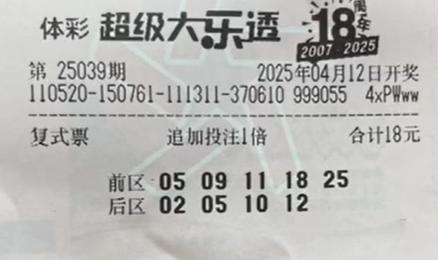 体彩 超级大乐透 18周年
2007 2025
第 25039期 2025年04月12日开奖
110520-150761-111311-370610 999055 4xPWww
复式票 追加投注1倍 合计18元
前区 05 09 11 18 25
后区 02 05 10 12